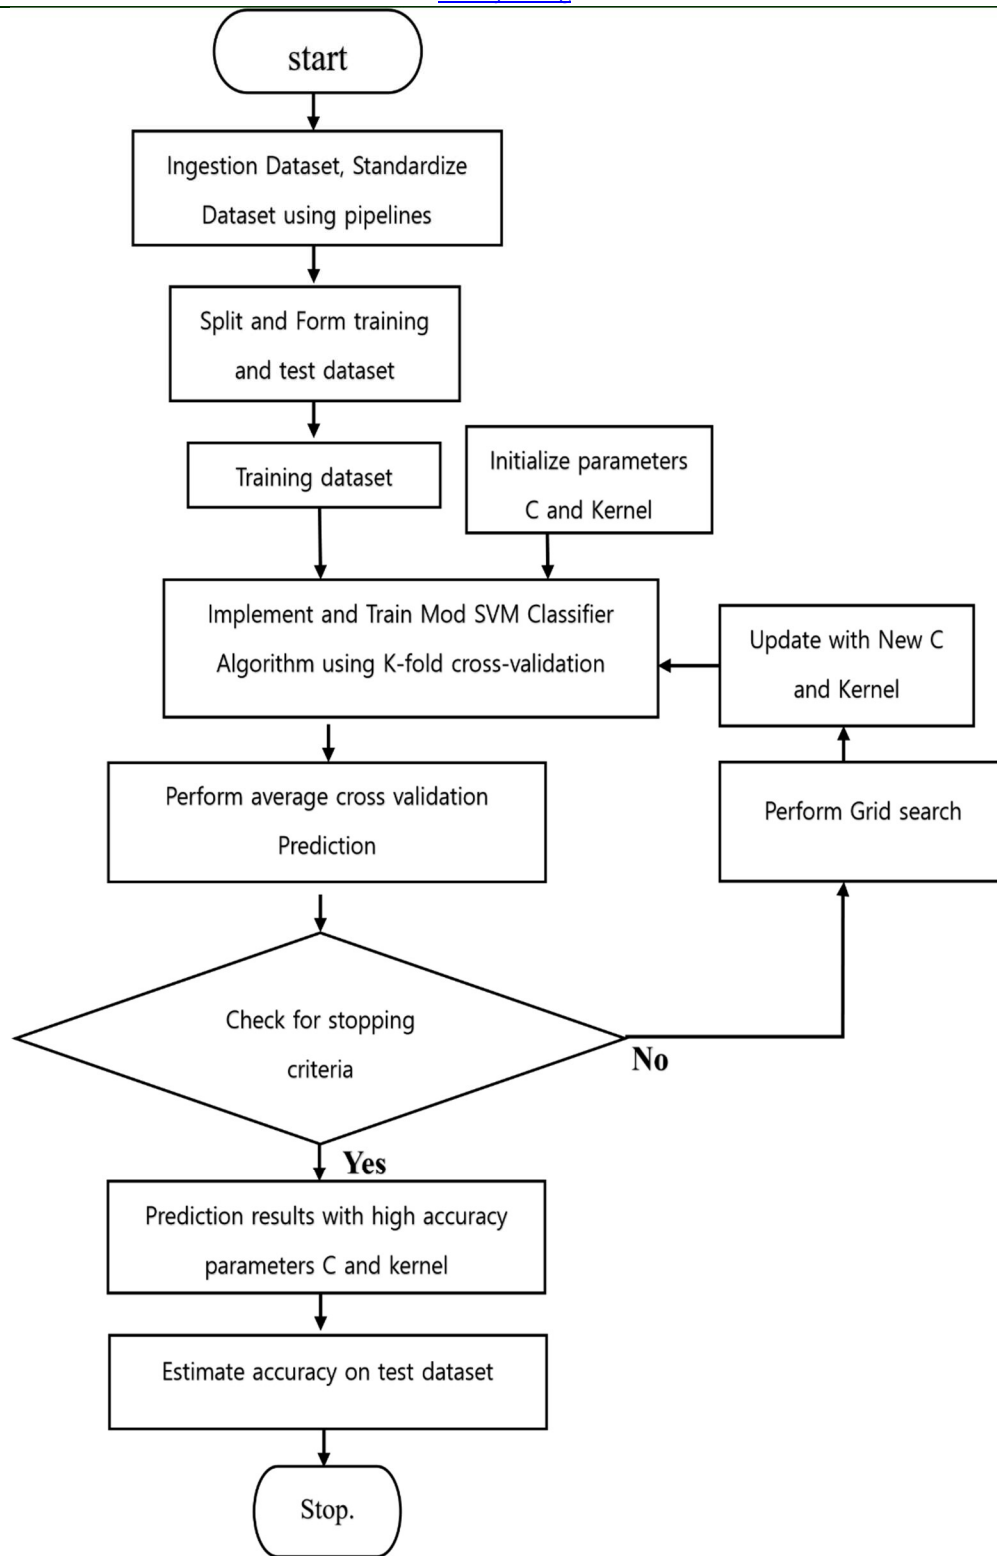 start
Ingestion Dataset, Standardize
Dataset using pipelines
Split and Form training
and test dataset
Training dataset
Initialize parameters
C and Kernel
Implement and Train Mod SVM Classifier
Algorithm using K-fold cross-validation
Update with New C
and Kernel
Perform average cross validation
Prediction
Perform Grid search
Check for stopping
criteria
No
Yes
Prediction results with high accuracy
parameters C and kernel
Estimate accuracy on test dataset
Stop.